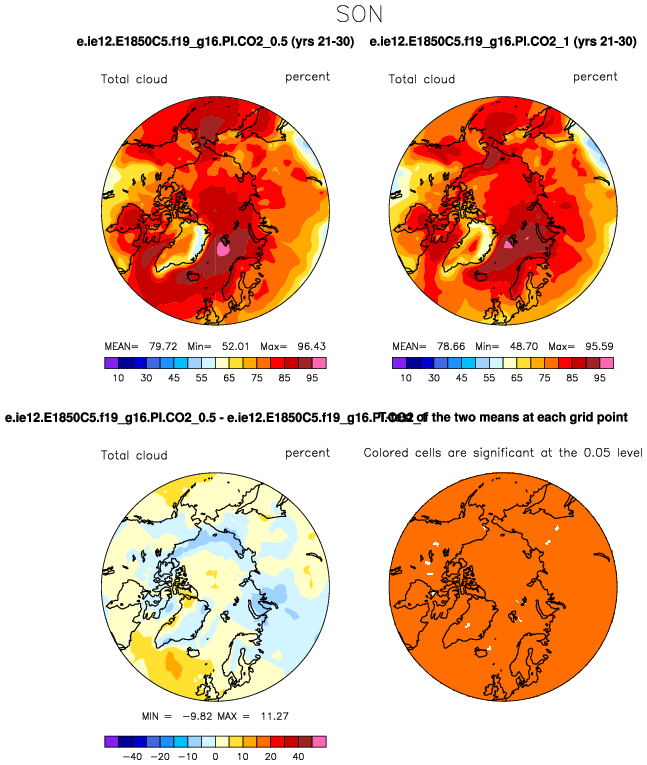 SON
e.ie12.E1850C5.f19_g16.PI.CO2_0.5 (yrs 21-30) e.ie12.E1850C5.f19_g16.PI.CO2_1 (yrs 21-30)
Total cloud percent Total cloud percent
MEAN= 79.72 Min= 52.01 Max= 96.43 MEAN= 78.66 Min= 48.70 Max= 95.59
10 30 45 55 65 75 85 95 10 30 45 55 65 75 85 95
e.ie12.E1850C5.f19_g16.PI.CO2_0.5 - e.ie12.E1850C5.f19_g16.PI.CO2_ of the two means at each grid point
Total cloud percent Colored cells are significant at the 0.05 level
MIN = -9.82 MAX = 11.27
-40 -20 -10 0 10 20 40